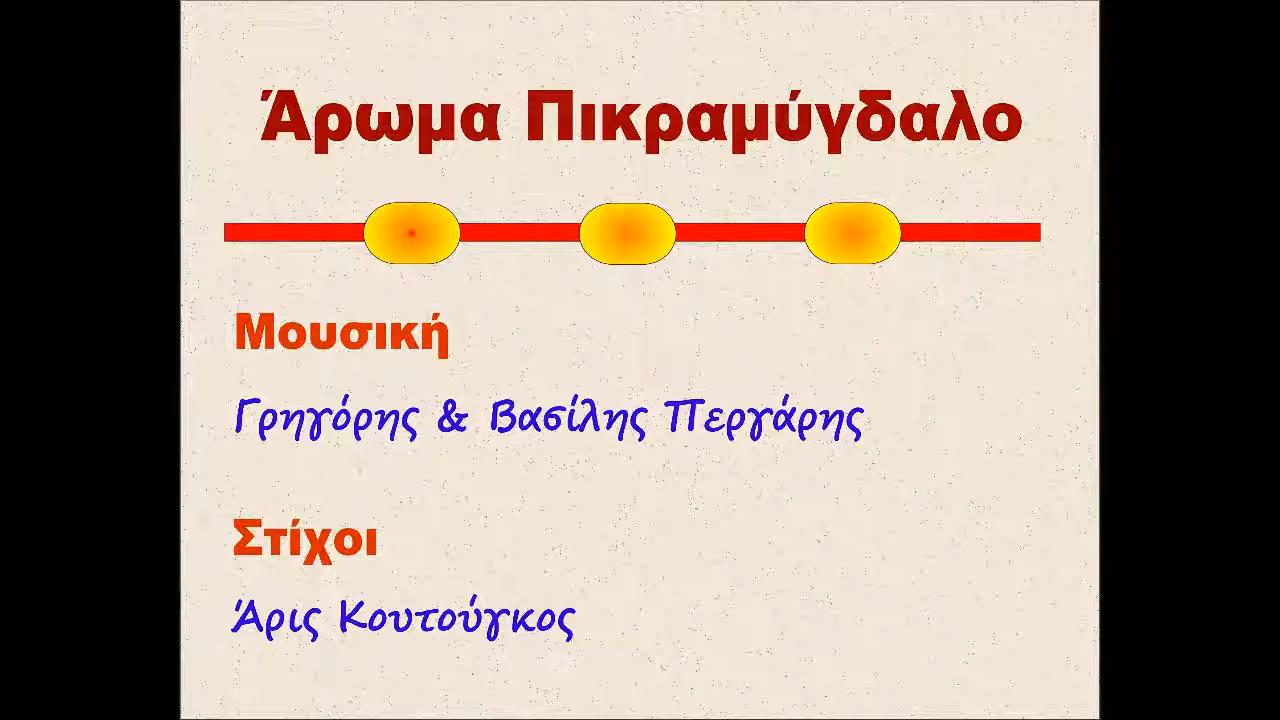 Άρωμα Πικραμύγδαλο
Μουσική
Γρηγόρης & Βασίλης Περγάρης
Στίχοι
Άρις Κουτούγκος